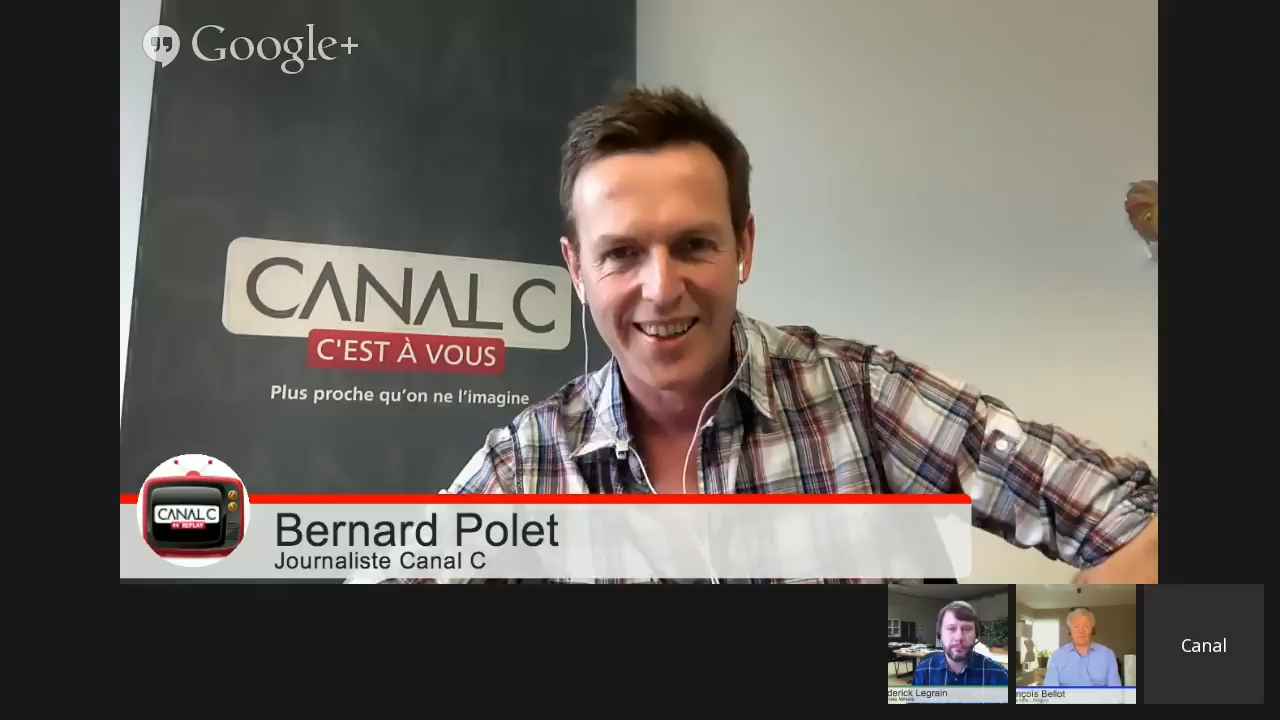 Google+
CANAL C
C'EST À VOUS
Plus proche qu'on ne l'imagine
CANAL C
REPLAY
Bernard Polet
Journaliste Canal C
derick Legrain
nçois Bellot
Canal